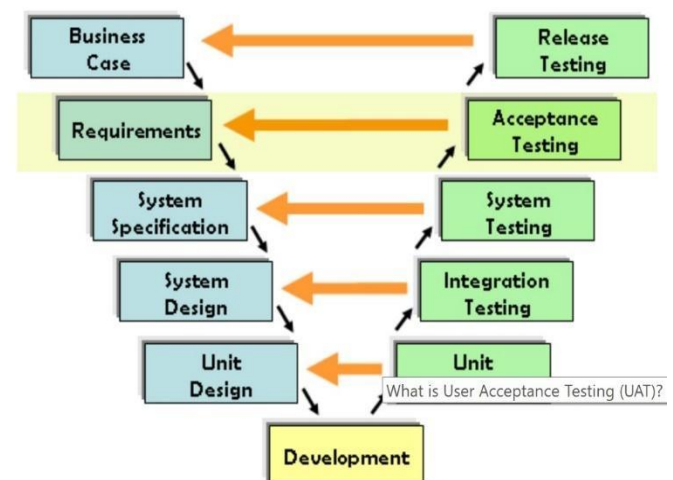 Business
Case
Release
Testing
Requirements
Acceptance
Testing
System
Specification
System
Testing
System
Design
Integration
Testing
Unit
Design
Unit
What is User Acceptance Testing (UAT)?
Development